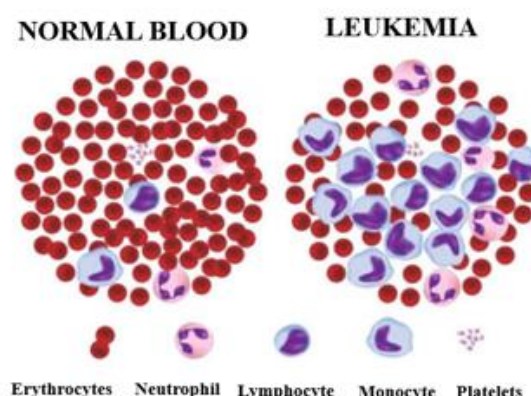 NORMAL BLOOD LEUKEMIA
Erythrocytes Neutrophil Lymphocyte Monocyte Platelets